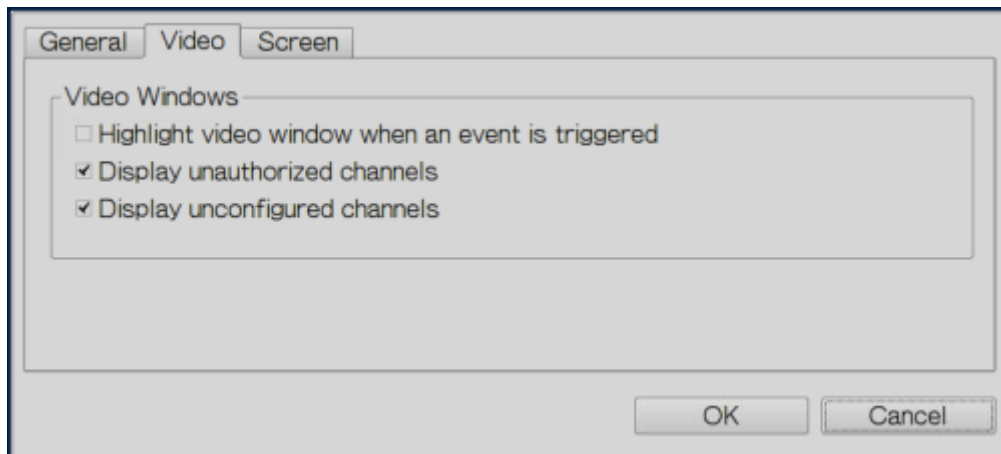 General Video Screen
Video Windows
Highlight video window when an event is triggered
Display unauthorized channels
Display unconfigured channels
OK Cancel